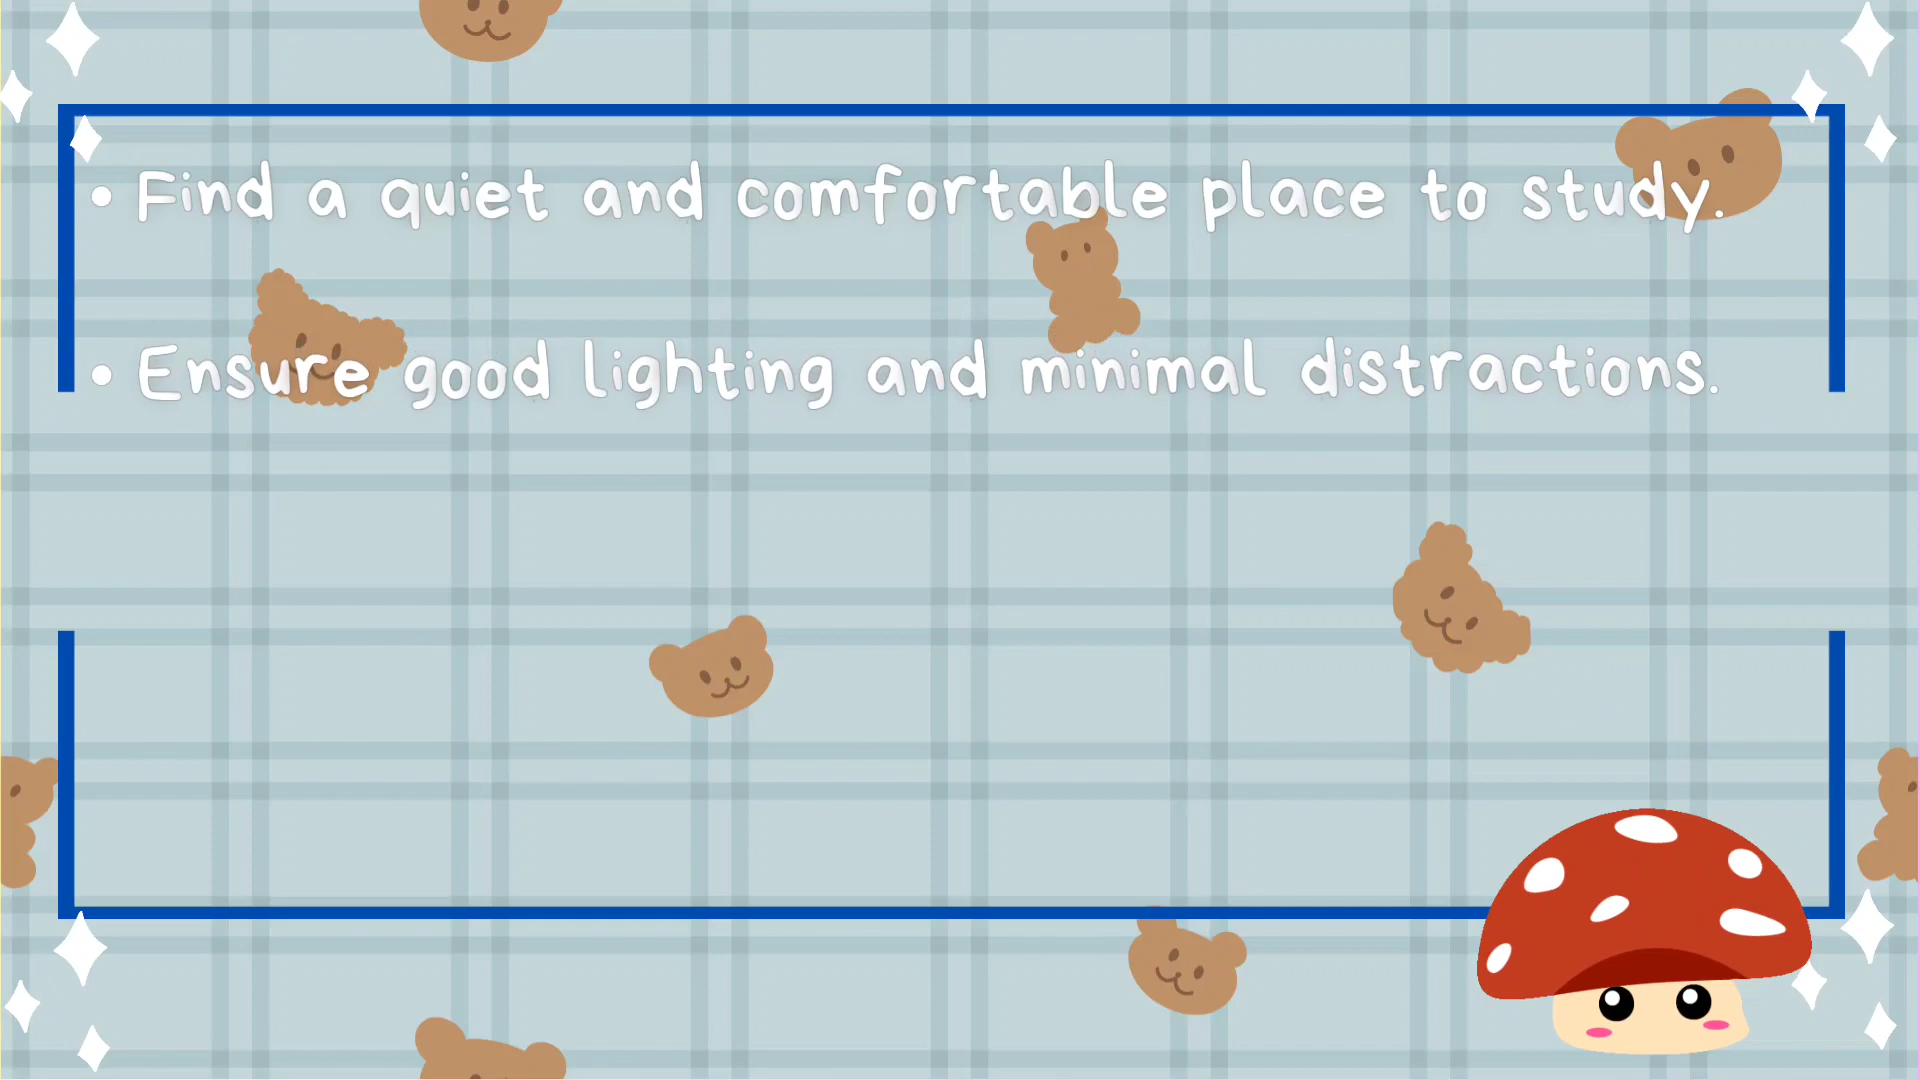 • Find a quiet and comfortable place to study.
• Ensure good lighting and minimal distractions.